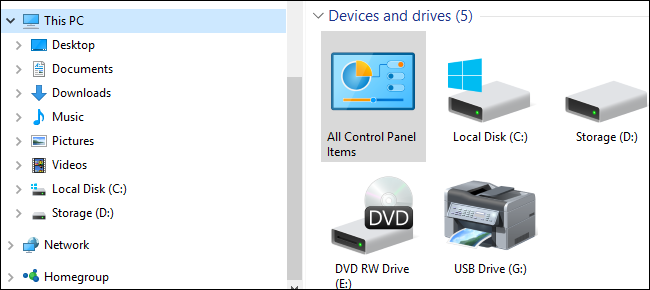 This PC
Desktop
Documents
Downloads
Music
Pictures
Videos
Local Disk (C:)
Storage (D:)
Network
Homegroup
Devices and drives (5)
All Control Panel
Items
Local Disk (C:)
Storage (D:)
DVD
DVD RW Drive
(E:)
USB Drive (G:)